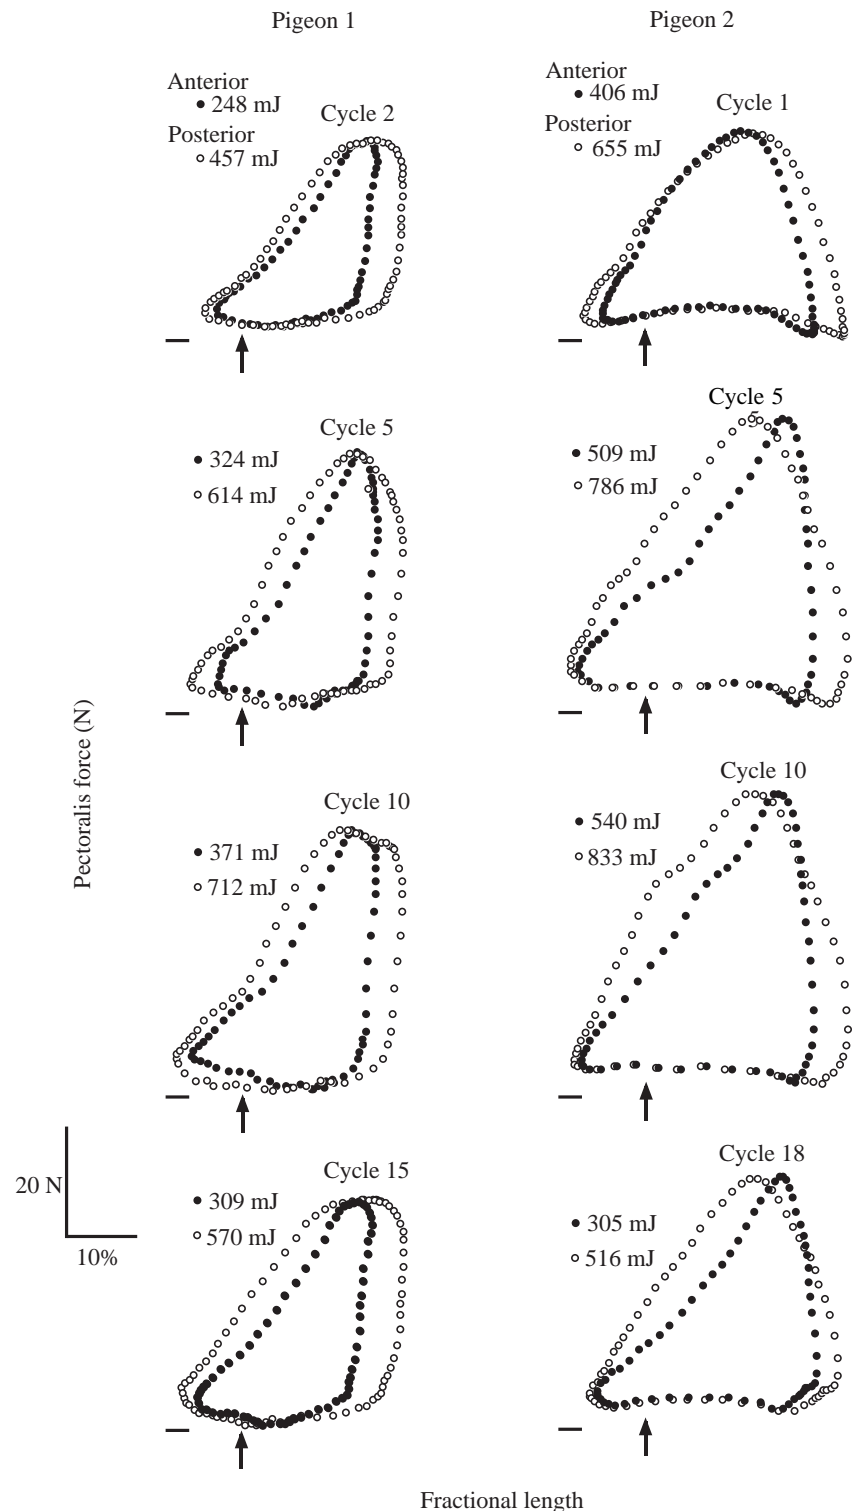 Pigeon 1
Pigeon 2
Anterior
248 mJ
Posterior
457 mJ
Cycle 2
Anterior
406 mJ
Posterior
655 mJ
Cycle 1
Cycle 5
324 mJ
614 mJ
Cycle 5
5
509 mJ
786 mJ
Pectoralis force (N)
Cycle 10
371 mJ
712 mJ
Cycle 10
540 mJ
833 mJ
20 N
10%
Cycle 15
309 mJ
570 mJ
Cycle 18
305 mJ
516 mJ
Fractional length